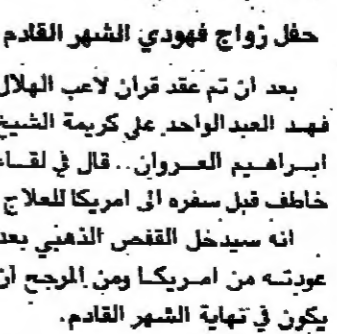 حفل زواج فهودي الشهر القادم
بعد ان تم عقد قران لاعب الهلال
فهد العبد الواحد على كريمة الشيخ
ابراهيم العروان.. قال في لقاء
خاطف قبل سفره الى امريكا للعلاج
انه سيدخل القفص الذهبي بعد
عودته من امريكا ومن المرجح ان
يكون في نهاية الشهر القادم.